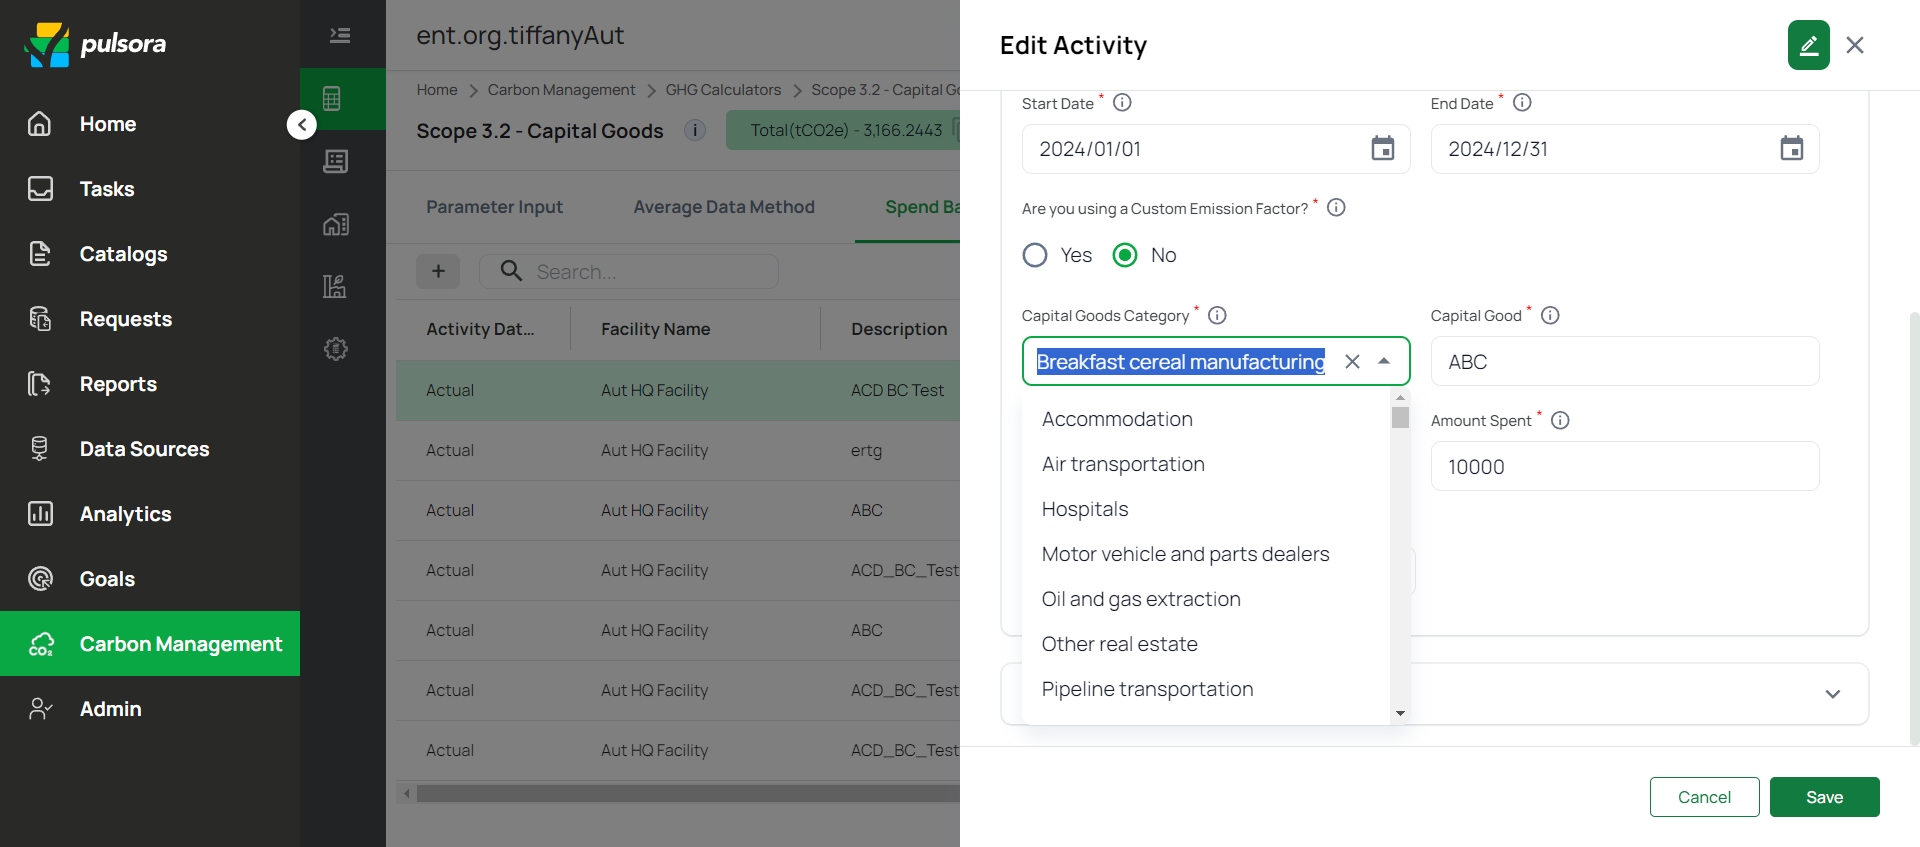 pulsora
Home
Tasks
Catalogs
Requests
Reports
Data Sources
Analytics
Goals
Carbon Management
Admin
ent.org.tiffanyAut
Home > Carbon Management > GHG Calculators > Scope 3.2 - Capital
Scope 3.2 - Capital Goods i Total(tCO2e) - 3,166.2443
Parameter Input Average Data Method Spend Ba
+ Search...
Activity Dat... Facility Name Description
Actual Aut HQ Facility ACD BC Test
Actual Aut HQ Facility ertg
Actual Aut HQ Facility ABC
Actual Aut HQ Facility ACD_BC_Test
Actual Aut HQ Facility ABC
Actual Aut HQ Facility ACD_BC_Test
Actual Aut HQ Facility ACD_BC_Test
Edit Activity
Start Date * End Date *
2024/01/01 2024/12/31
Are you using a Custom Emission Factor? *
Yes No
Capital Goods Category * Capital Good *
Breakfast cereal manufacturing ABC
Accommodation
Amount Spent *
Air transportation 10000
Hospitals
Motor vehicle and parts dealers
Oil and gas extraction
Other real estate
Pipeline transportation
Cancel Save